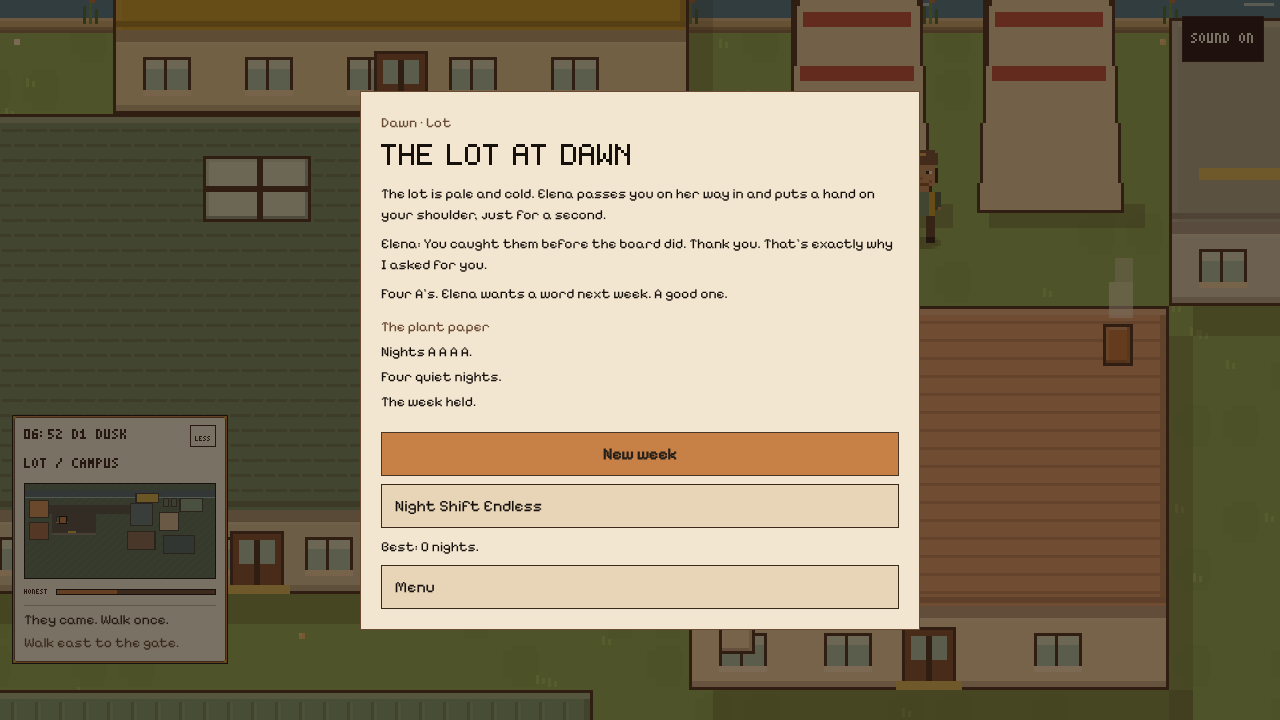 SOUND ON
Dawn · Lot
THE LOT AT DAWN
The lot is pale and cold. Elena passes you on her way in and puts a hand on
your shoulder, just for a second.
Elena: You caught them before the board did. Thank you. That's exactly why
I asked for you.
Four A's. Elena wants a word next week. A good one.
The plant paper
Nights A A A A.
Four quiet nights.
The week held.
New week
Night Shift Endless
Best: 0 nights.
Menu
06:52 D1 DUSK
LESS
LOT / CAMPUS
HONEST
They came. Walk once.
Walk east to the gate.